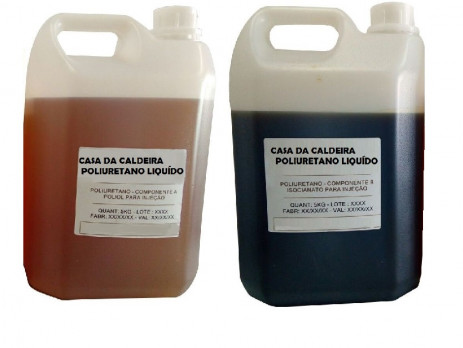 CASA DA CALDEIRA
POLIURETANO LIQUÍDO
POLIURETANO - COMPONENTE A
POLIOL PARA INJEÇÃO
QUANT. 5KG - LOTE : XXXX
FABR: XX/XX/XX - VAL: XX/XX/XX
CASA DA CALDEIRA
POLIURETANO LIQUÍDO
POLIURETANO - COMPONENTE B
ISOCIANATO PARA INJEÇÃO
QUANT. 5KG - LOTE : XXXX
FABR: XX/XX/XX - VAL: XX/XX/XX